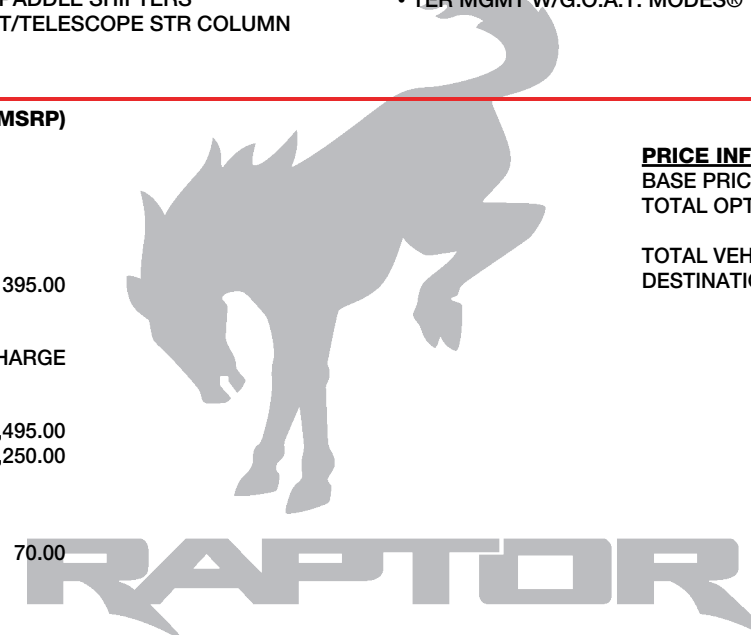 PADDLE SHIFTERS
T/TELESCOPE STR COLUMN
• TER MGMT W/G.O.A.T. MODES®
MSRP)
395.00
HARGE
,495.00
,250.00
70.00
PRICE INF
BASE PRIC
TOTAL OPT
TOTAL VEH
DESTINATIO
RAPTOR